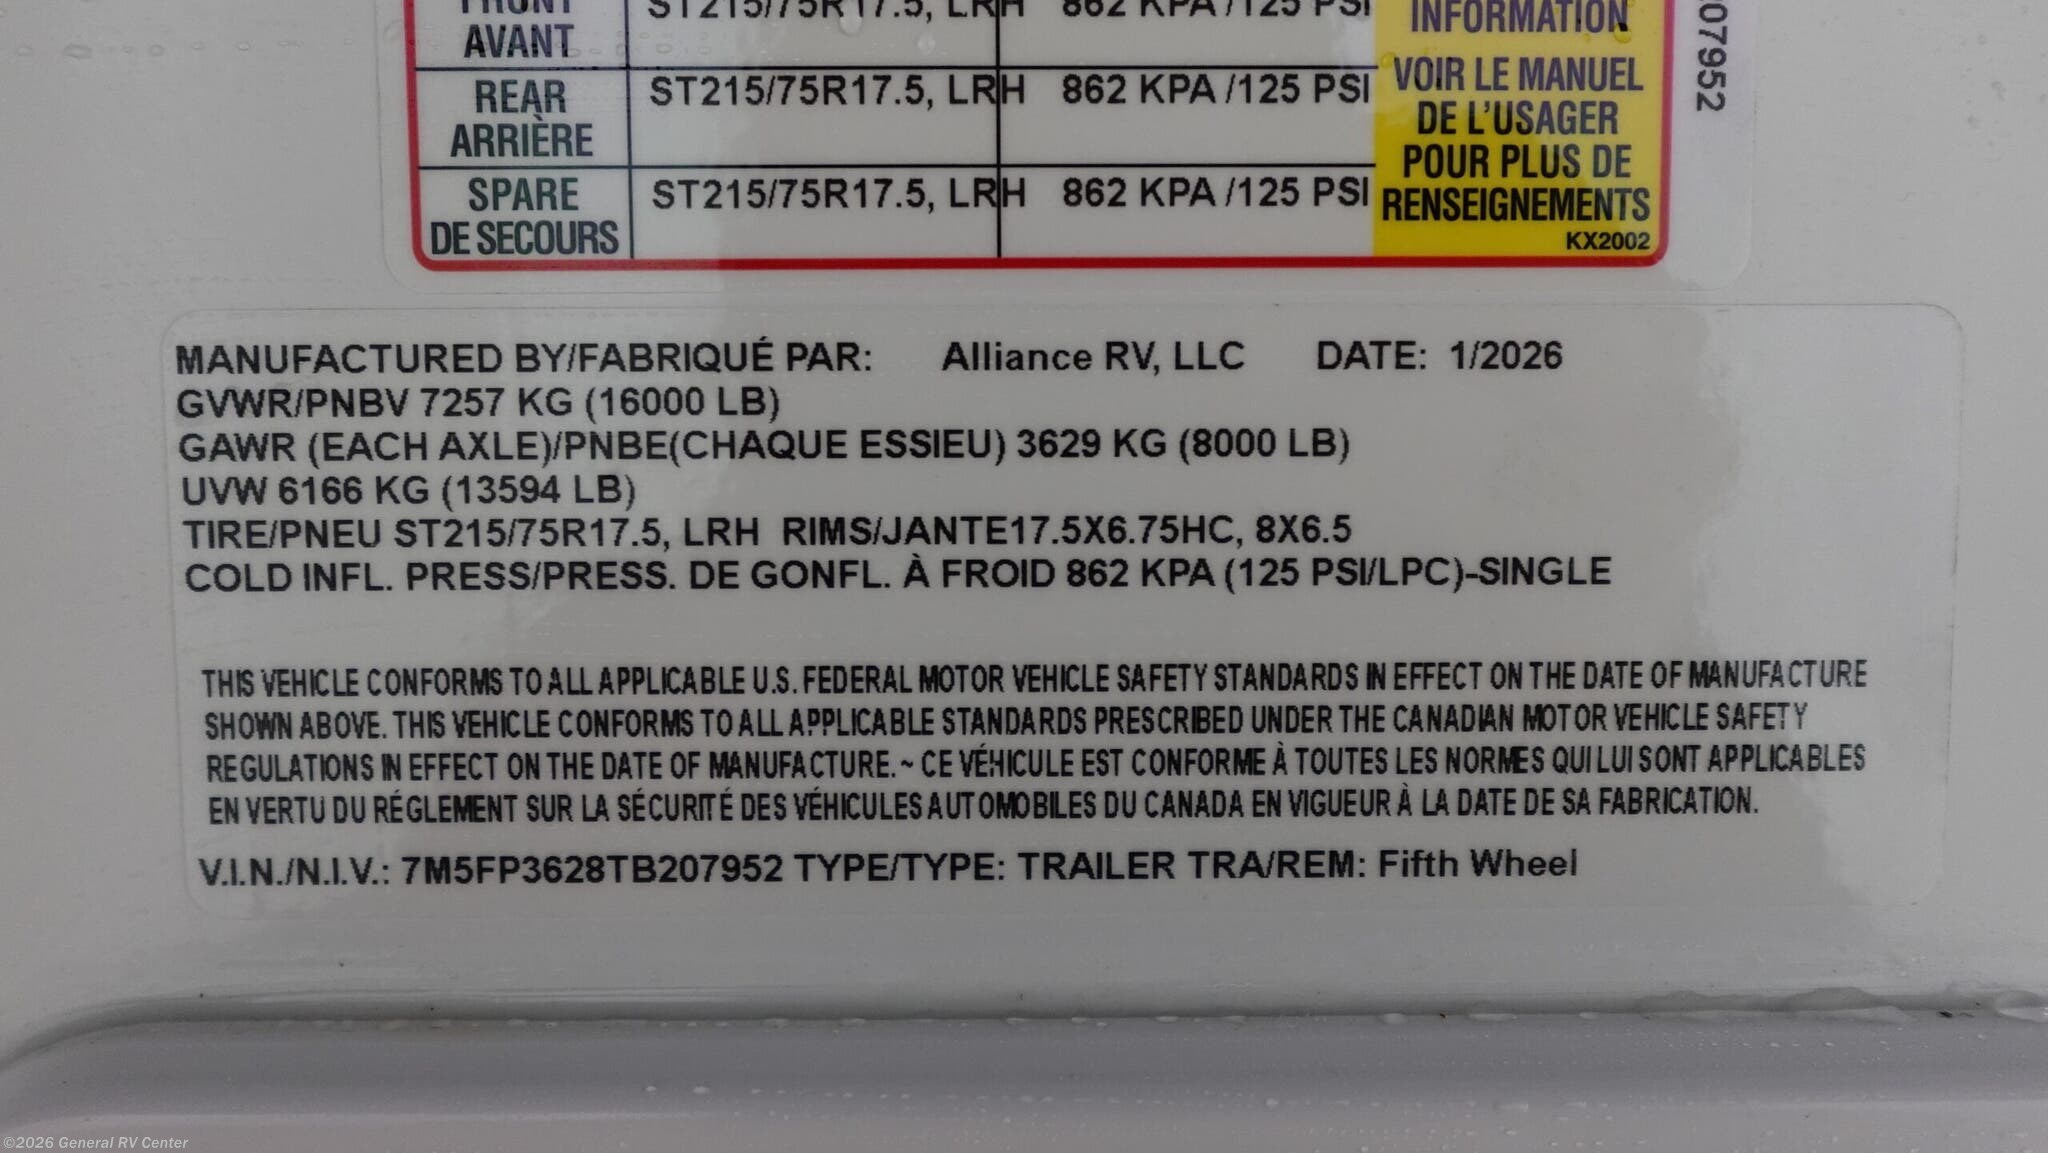 FRONT ST215/75R17.5, LRH 862 KPA /125 PSI INFORMATION
AVANT
REAR ST215/75R17.5, LRH 862 KPA /125 PSI
ARRIÈRE
SPARE ST215/75R17.5, LRH 862 KPA /125 PSI
DE SECOURS
VOIR LE MANUEL
DE L'USAGER
POUR PLUS DE
RENSEIGNEMENTS
KX2002
07952
MANUFACTURED BY/FABRIQUÉ PAR: Alliance RV, LLC DATE: 1/2026
GVWR/PNBV 7257 KG (16000 LB)
GAWR (EACH AXLE)/PNBE(CHAQUE ESSIEU) 3629 KG (8000 LB)
UVW 6166 KG (13594 LB)
TIRE/PNEU ST215/75R17.5, LRH RIMS/JANTE17.5X6.75HC, 8X6.5
COLD INFL. PRESS/PRESS. DE GONFL. À FROID 862 KPA (125 PSI/LPC)-SINGLE
THIS VEHICLE CONFORMS TO ALL APPLICABLE U.S. FEDERAL MOTOR VEHICLE SAFETY STANDARDS IN EFFECT ON THE DATE OF MANUFACTURE
SHOWN ABOVE. THIS VEHICLE CONFORMS TO ALL APPLICABLE STANDARDS PRESCRIBED UNDER THE CANADIAN MOTOR VEHICLE SAFETY
REGULATIONS IN EFFECT ON THE DATE OF MANUFACTURE. ~ CE VÉHICULE EST CONFORME À TOUTES LES NORMES QUI LUI SONT APPLICABLES
EN VERTU DU RÉGLEMENT SUR LA SÉCURITÉ DES VÉHICULES AUTOMOBILES DU CANADA EN VIGUEUR À LA DATE DE SA FABRICATION.
V.I.N./N.I.V.: 7M5FP3628TB207952 TYPE/TYPE: TRAILER TRA/REM: Fifth Wheel
©2026 General RV Center